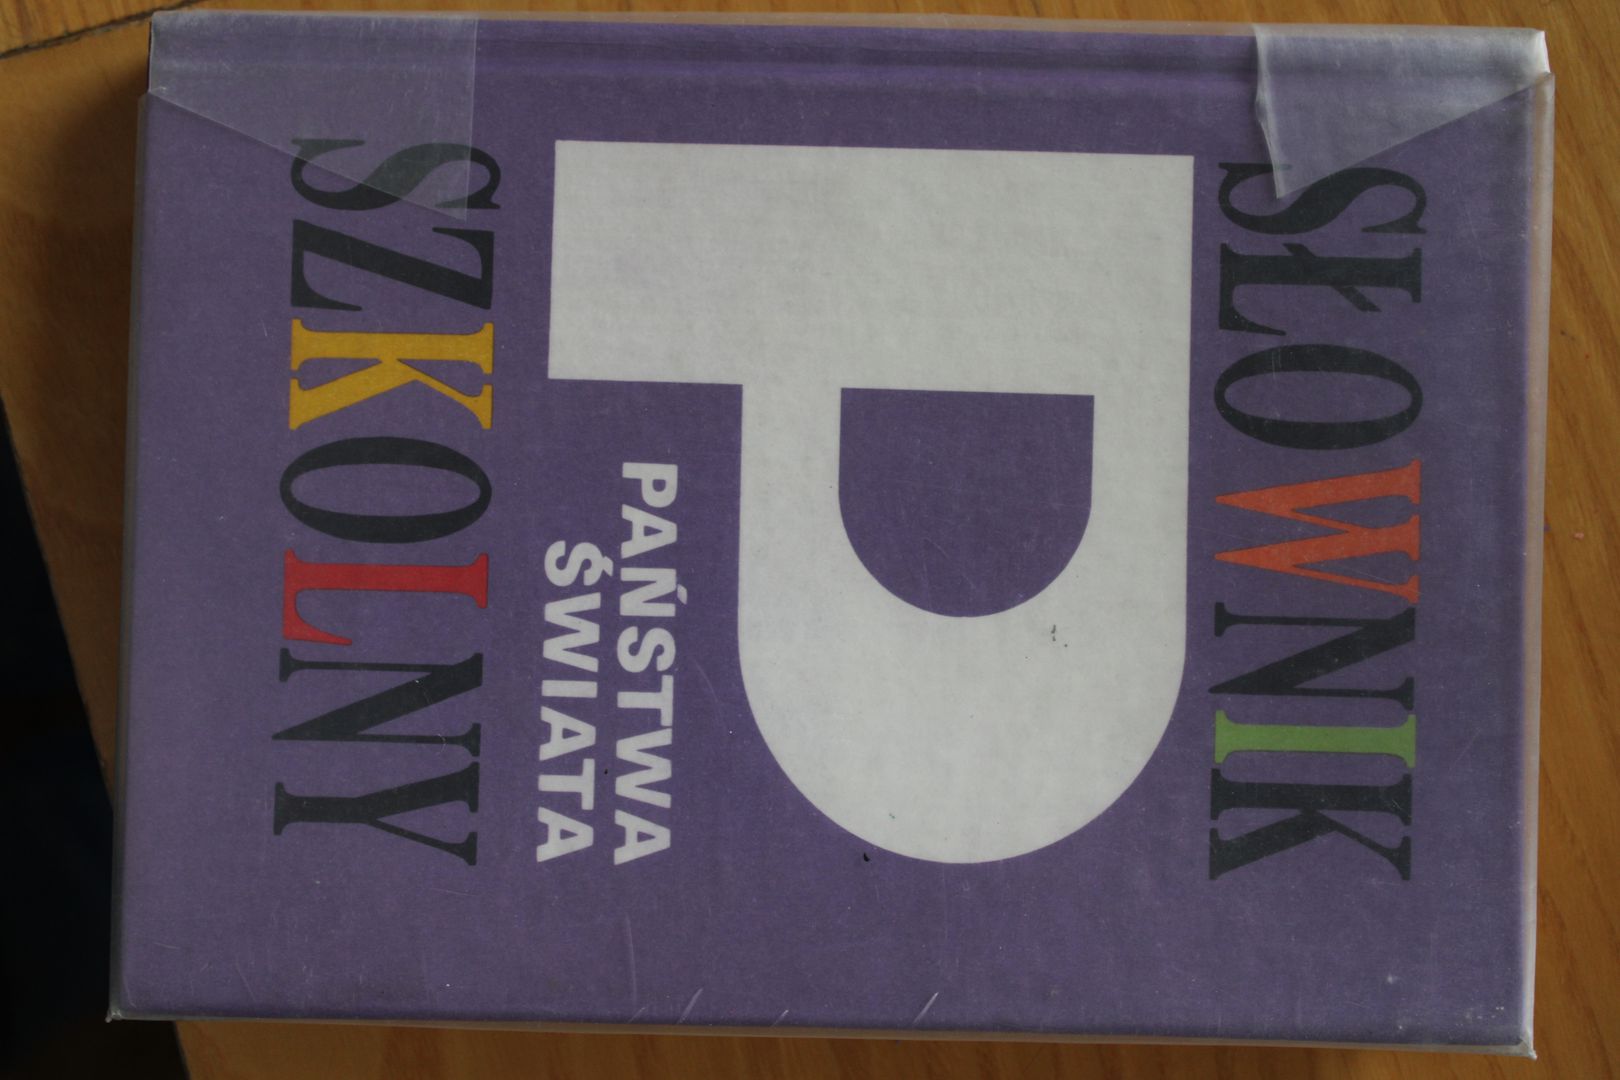 SŁOWNIK
P
PAŃSTWA
ŚWIATA
SZKOLNY